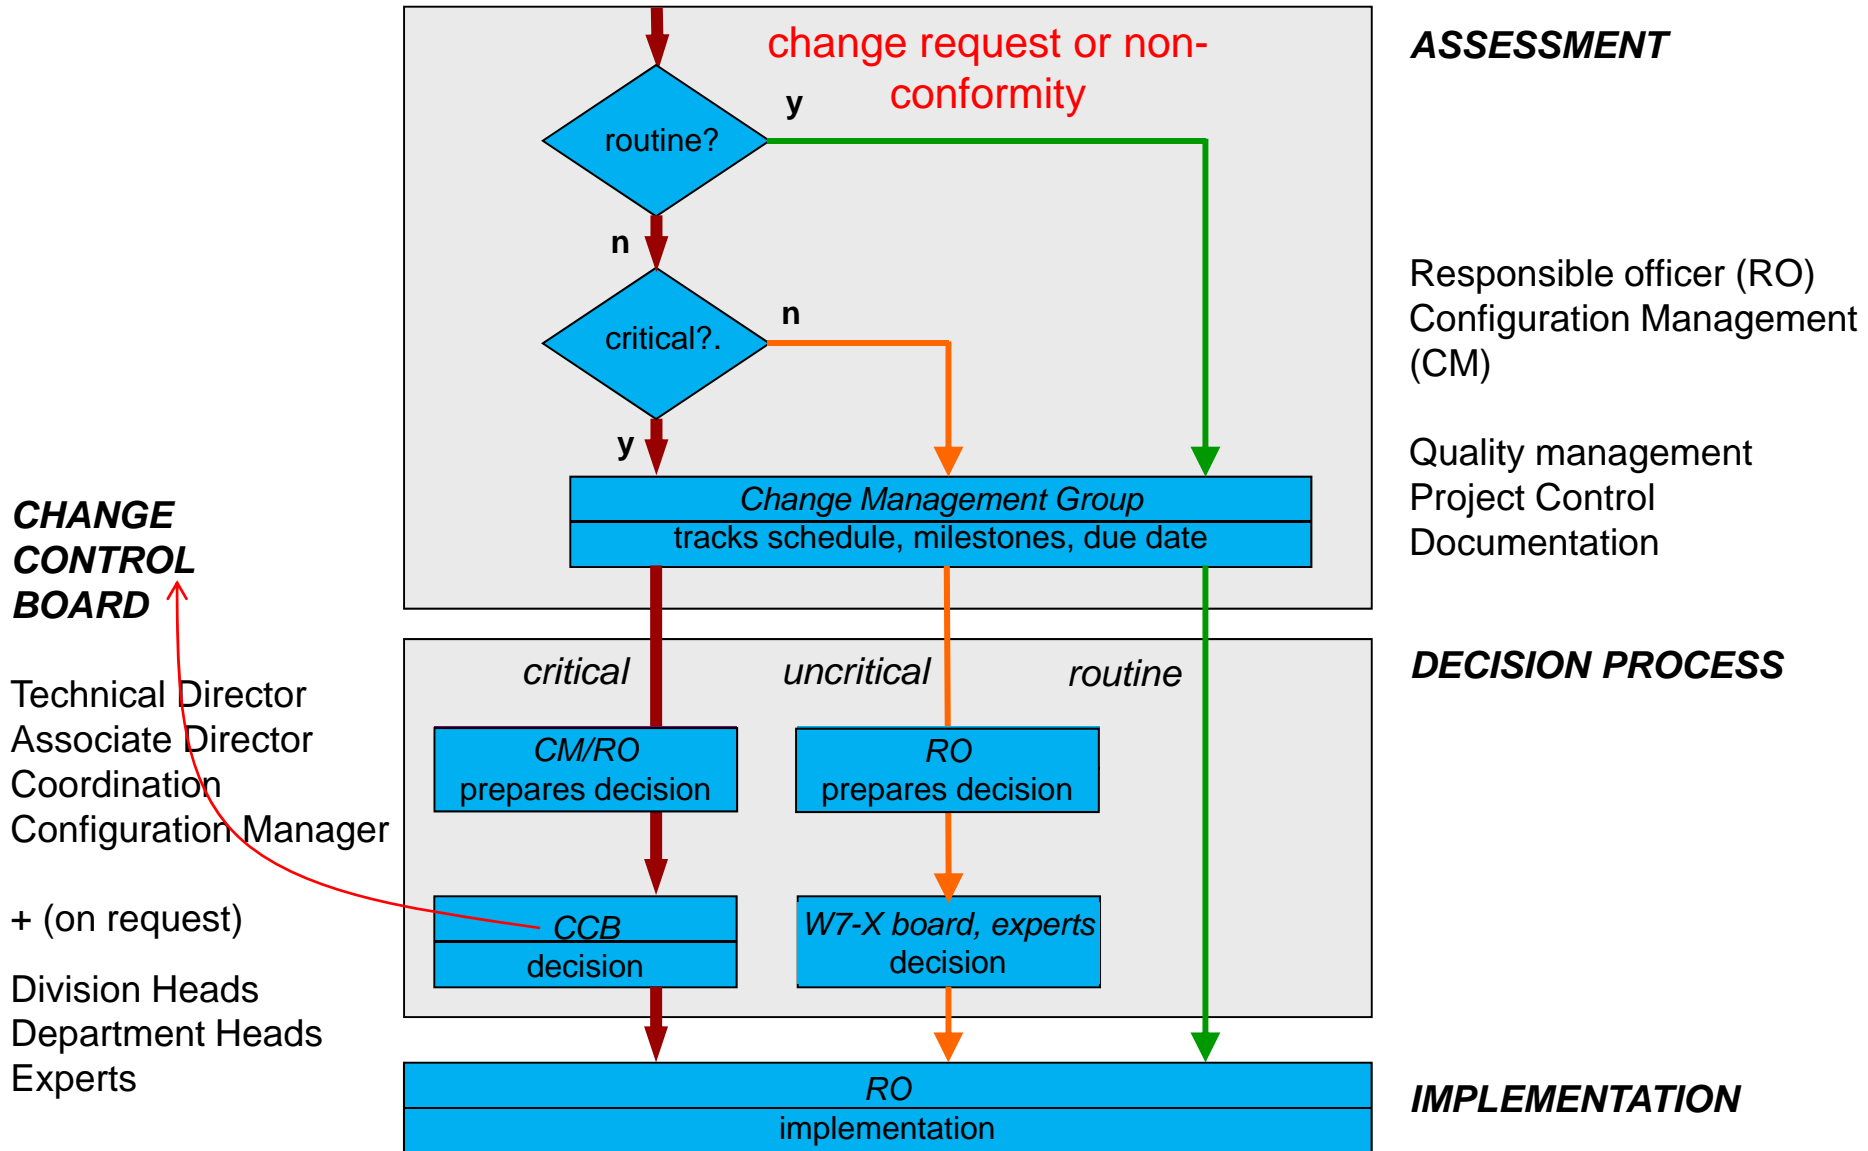 change request or non-
conformity
ASSESSMENT
y
routine?
n
Responsible officer (RO)
Configuration Management
(CM)
n
critical?.
y
Quality management
Project Control
Documentation
Change Management Group
tracks schedule, milestones, due date
CHANGE
CONTROL
BOARD
critical
uncritical
routine
DECISION PROCESS
Technical Director
Associate Director
Coordination
Configuration Manager
CM/RO
prepares decision
RO
prepares decision
+ (on request)
CCB
decision
W7-X board, experts
decision
Division Heads
Department Heads
Experts
RO
implementation
IMPLEMENTATION